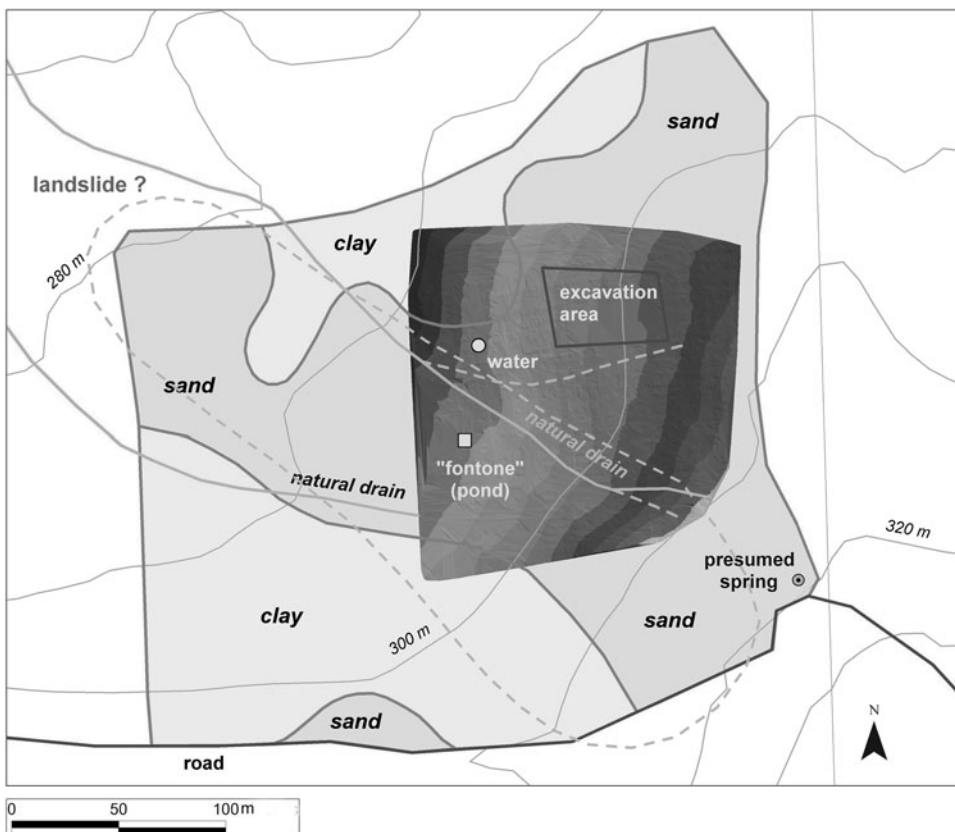 sand
landslide ?
clay
280 m
excavation
area
water
sand
natural drain
natural drain
"fontone"
(pond)
320 m
presumed
spring
clay
300 m
sand
sand
road
N
0 50 100 m